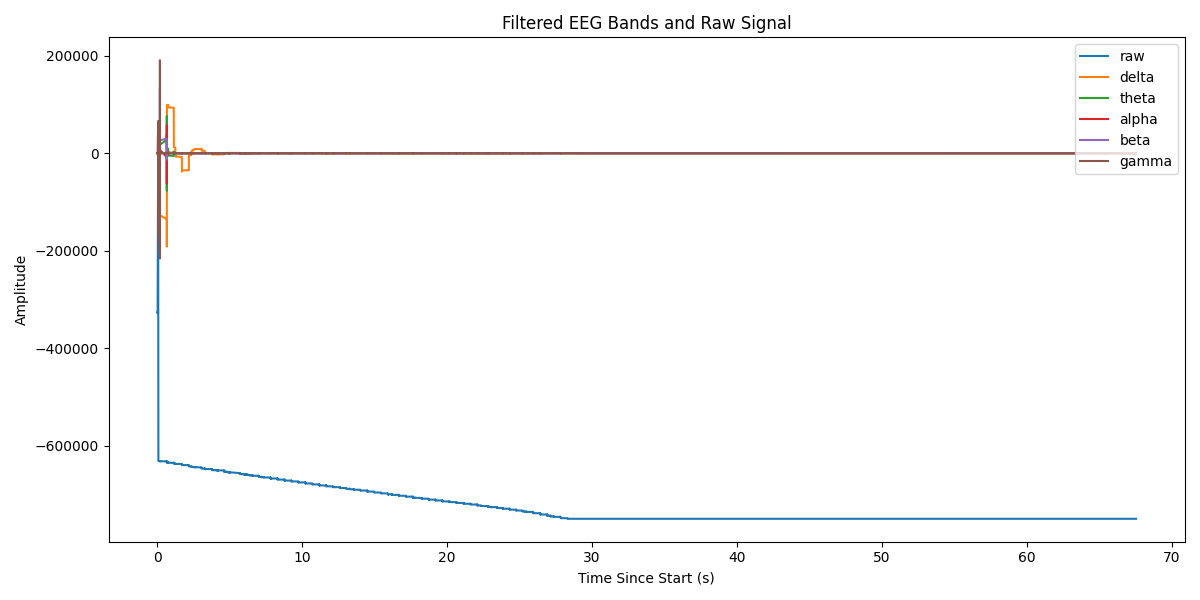 Filtered EEG Bands and Raw Signal
200000
0
−200000
−400000
−600000
Amplitude
raw
delta
theta
alpha
beta
gamma
0
10
20
30
40
50
60
70
Time Since Start (s)